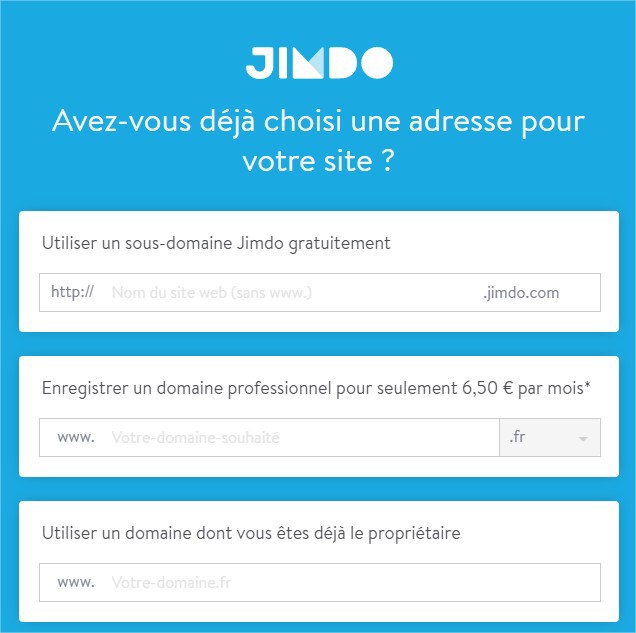 JIMDO
Avez-vous déjà choisi une adresse pour
votre site ?
Utiliser un sous-domaine Jimdo gratuitement
http:// Nom du site web (sans www.) .jimdo.com
Enregistrer un domaine professionnel pour seulement 6,50 € par mois*
www. Votre-domaine-souhaité .fr
Utiliser un domaine dont vous êtes déjà le propriétaire
www. Votre-domaine.fr